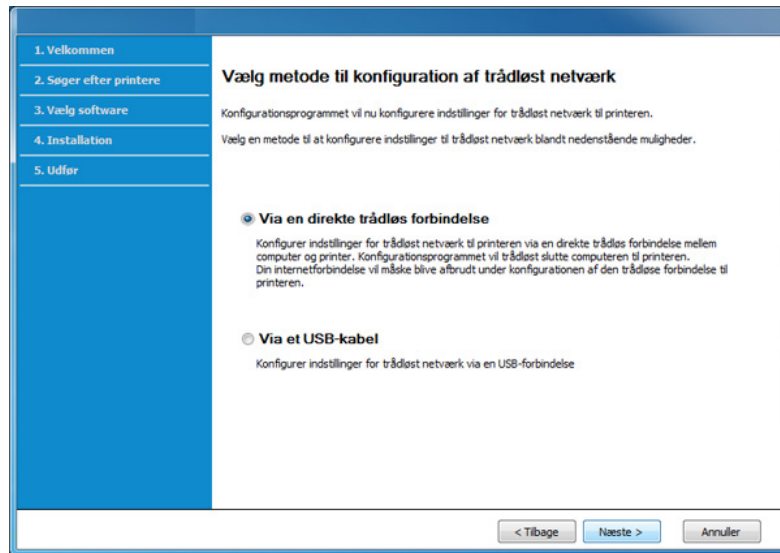 1. Velkommen
2. Søger efter printere
3. Vælg software
4. Installation
5. Udfør
Vælg metode til konfiguration af trådløst netværk
Konfigurationsprogrammet vil nu konfigurere indstillinger for trådløst netværk til printeren.
Vælg en metode til at konfigurere indstillinger til trådløst netværk blandt nedenstående muligheder.
Via en direkte trådløs forbindelse
Konfigurer indstillinger for trådløst netværk til printeren via en direkte trådløs forbindelse mellem
computer og printer. Konfigurationsprogrammet vil trådløst slutte computeren til printeren.
Din internetforbindelse vil måske blive afbrudt under konfigurationen af den trådløse forbindelse til
printeren.
Via et USB-kabel
Konfigurer indstillinger for trådløst netværk via en USB-forbindelse
< Tilbage
Næste >
Annuller